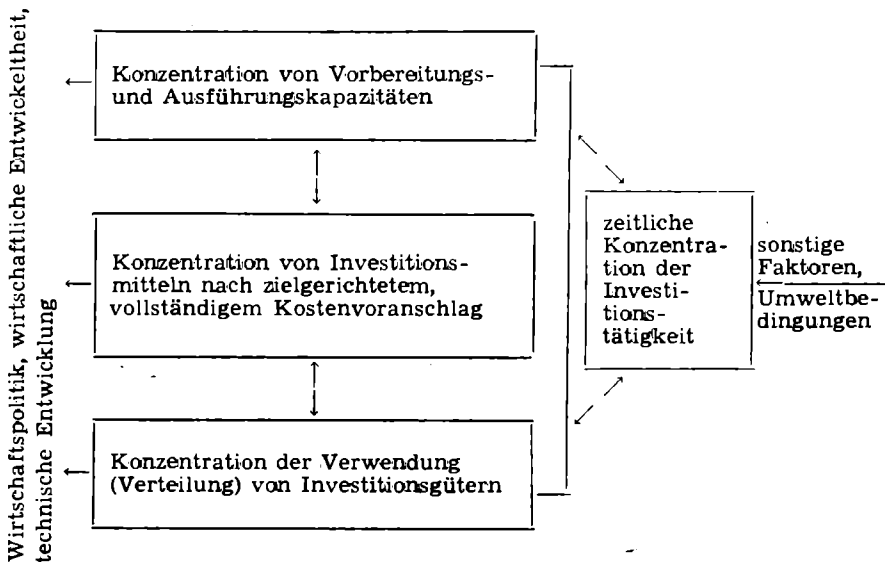 Wirtschaftspolitik, wirtschaftliche Entwickeltheit,
technische Entwicklung
Konzentration von Vorbereitungs-
und Ausführungskapazitäten
Konzentration von Investitions-
mitteln nach zielgerichtetem,
vollständigem Kostenvoranschlag
Konzentration der Verwendung
(Verteilung) von Investitionsgütern
zeitliche
Konzentra-
tion der
Investi-
tions-
tätigkeit
sonstige
Faktoren,
Umweltbe-
dingungen